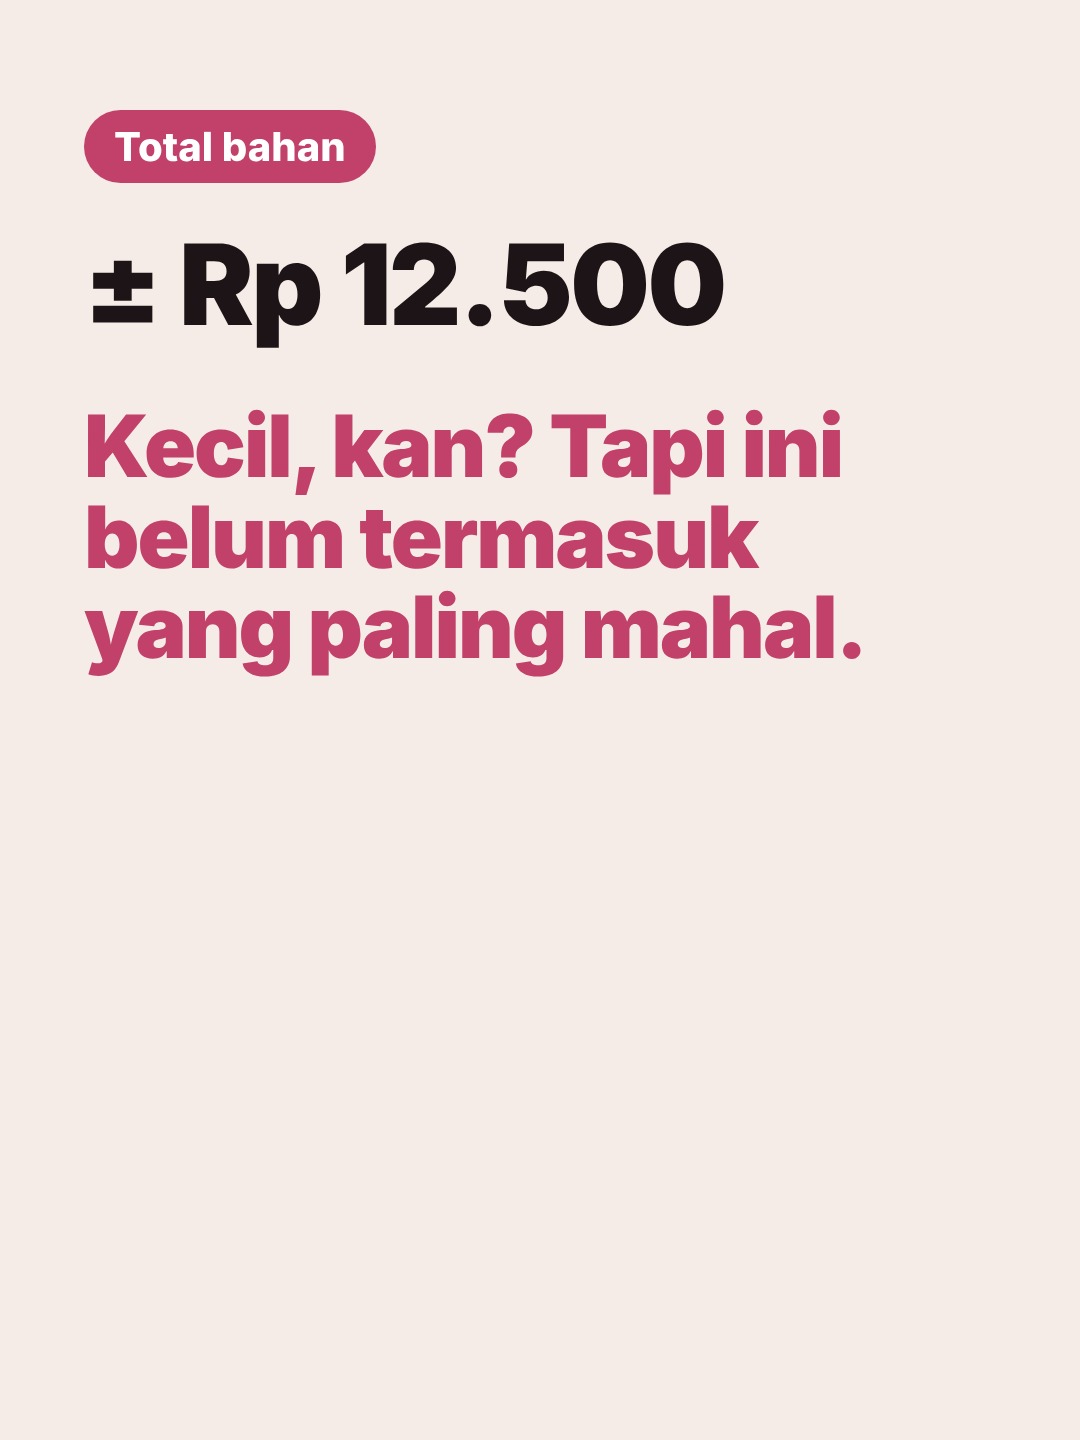 Total bahan
± Rp 12.500
Kecil, kan? Tapi ini
belum termasuk
yang paling mahal.